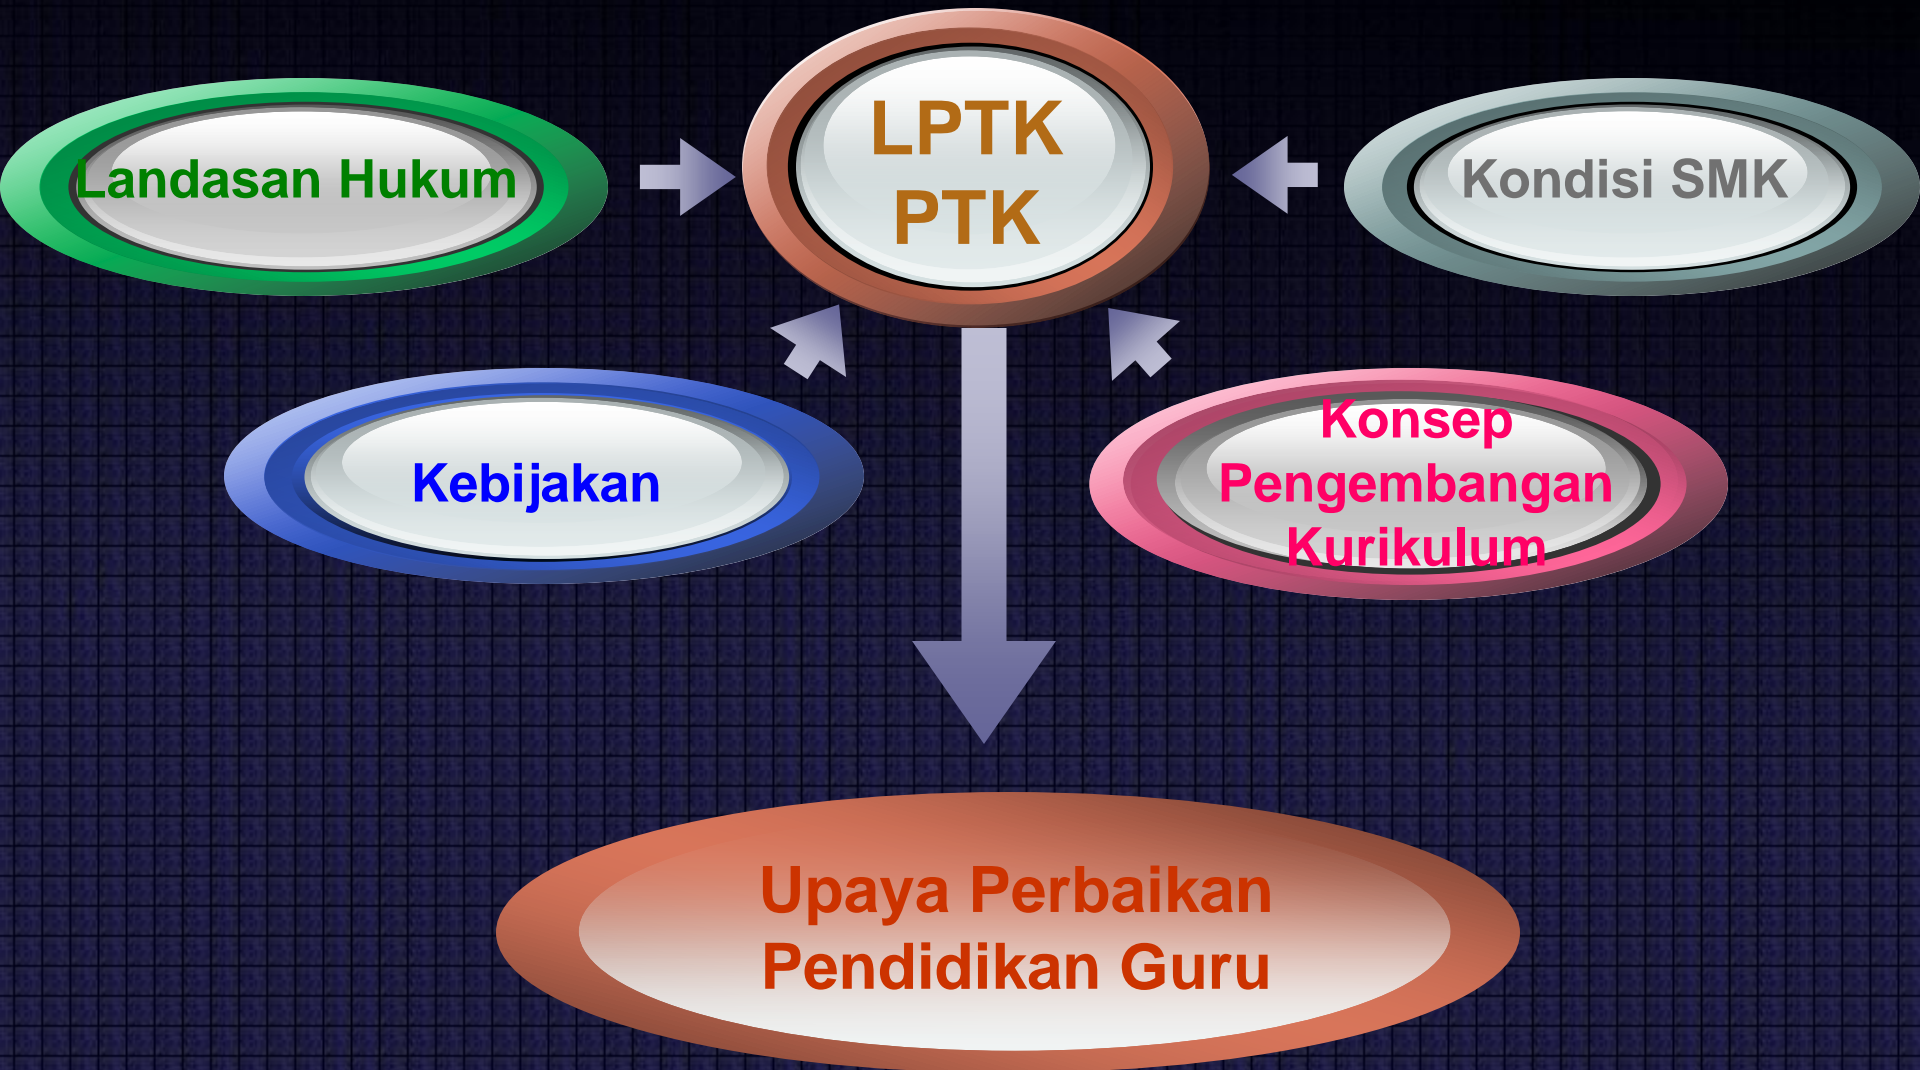 LPTK
PTK
Landasan Hukum
Kondisi SMK
Kebijakan
Konsep
Pengembangan
Kurikulum
Upaya Perbaikan
Pendidikan Guru